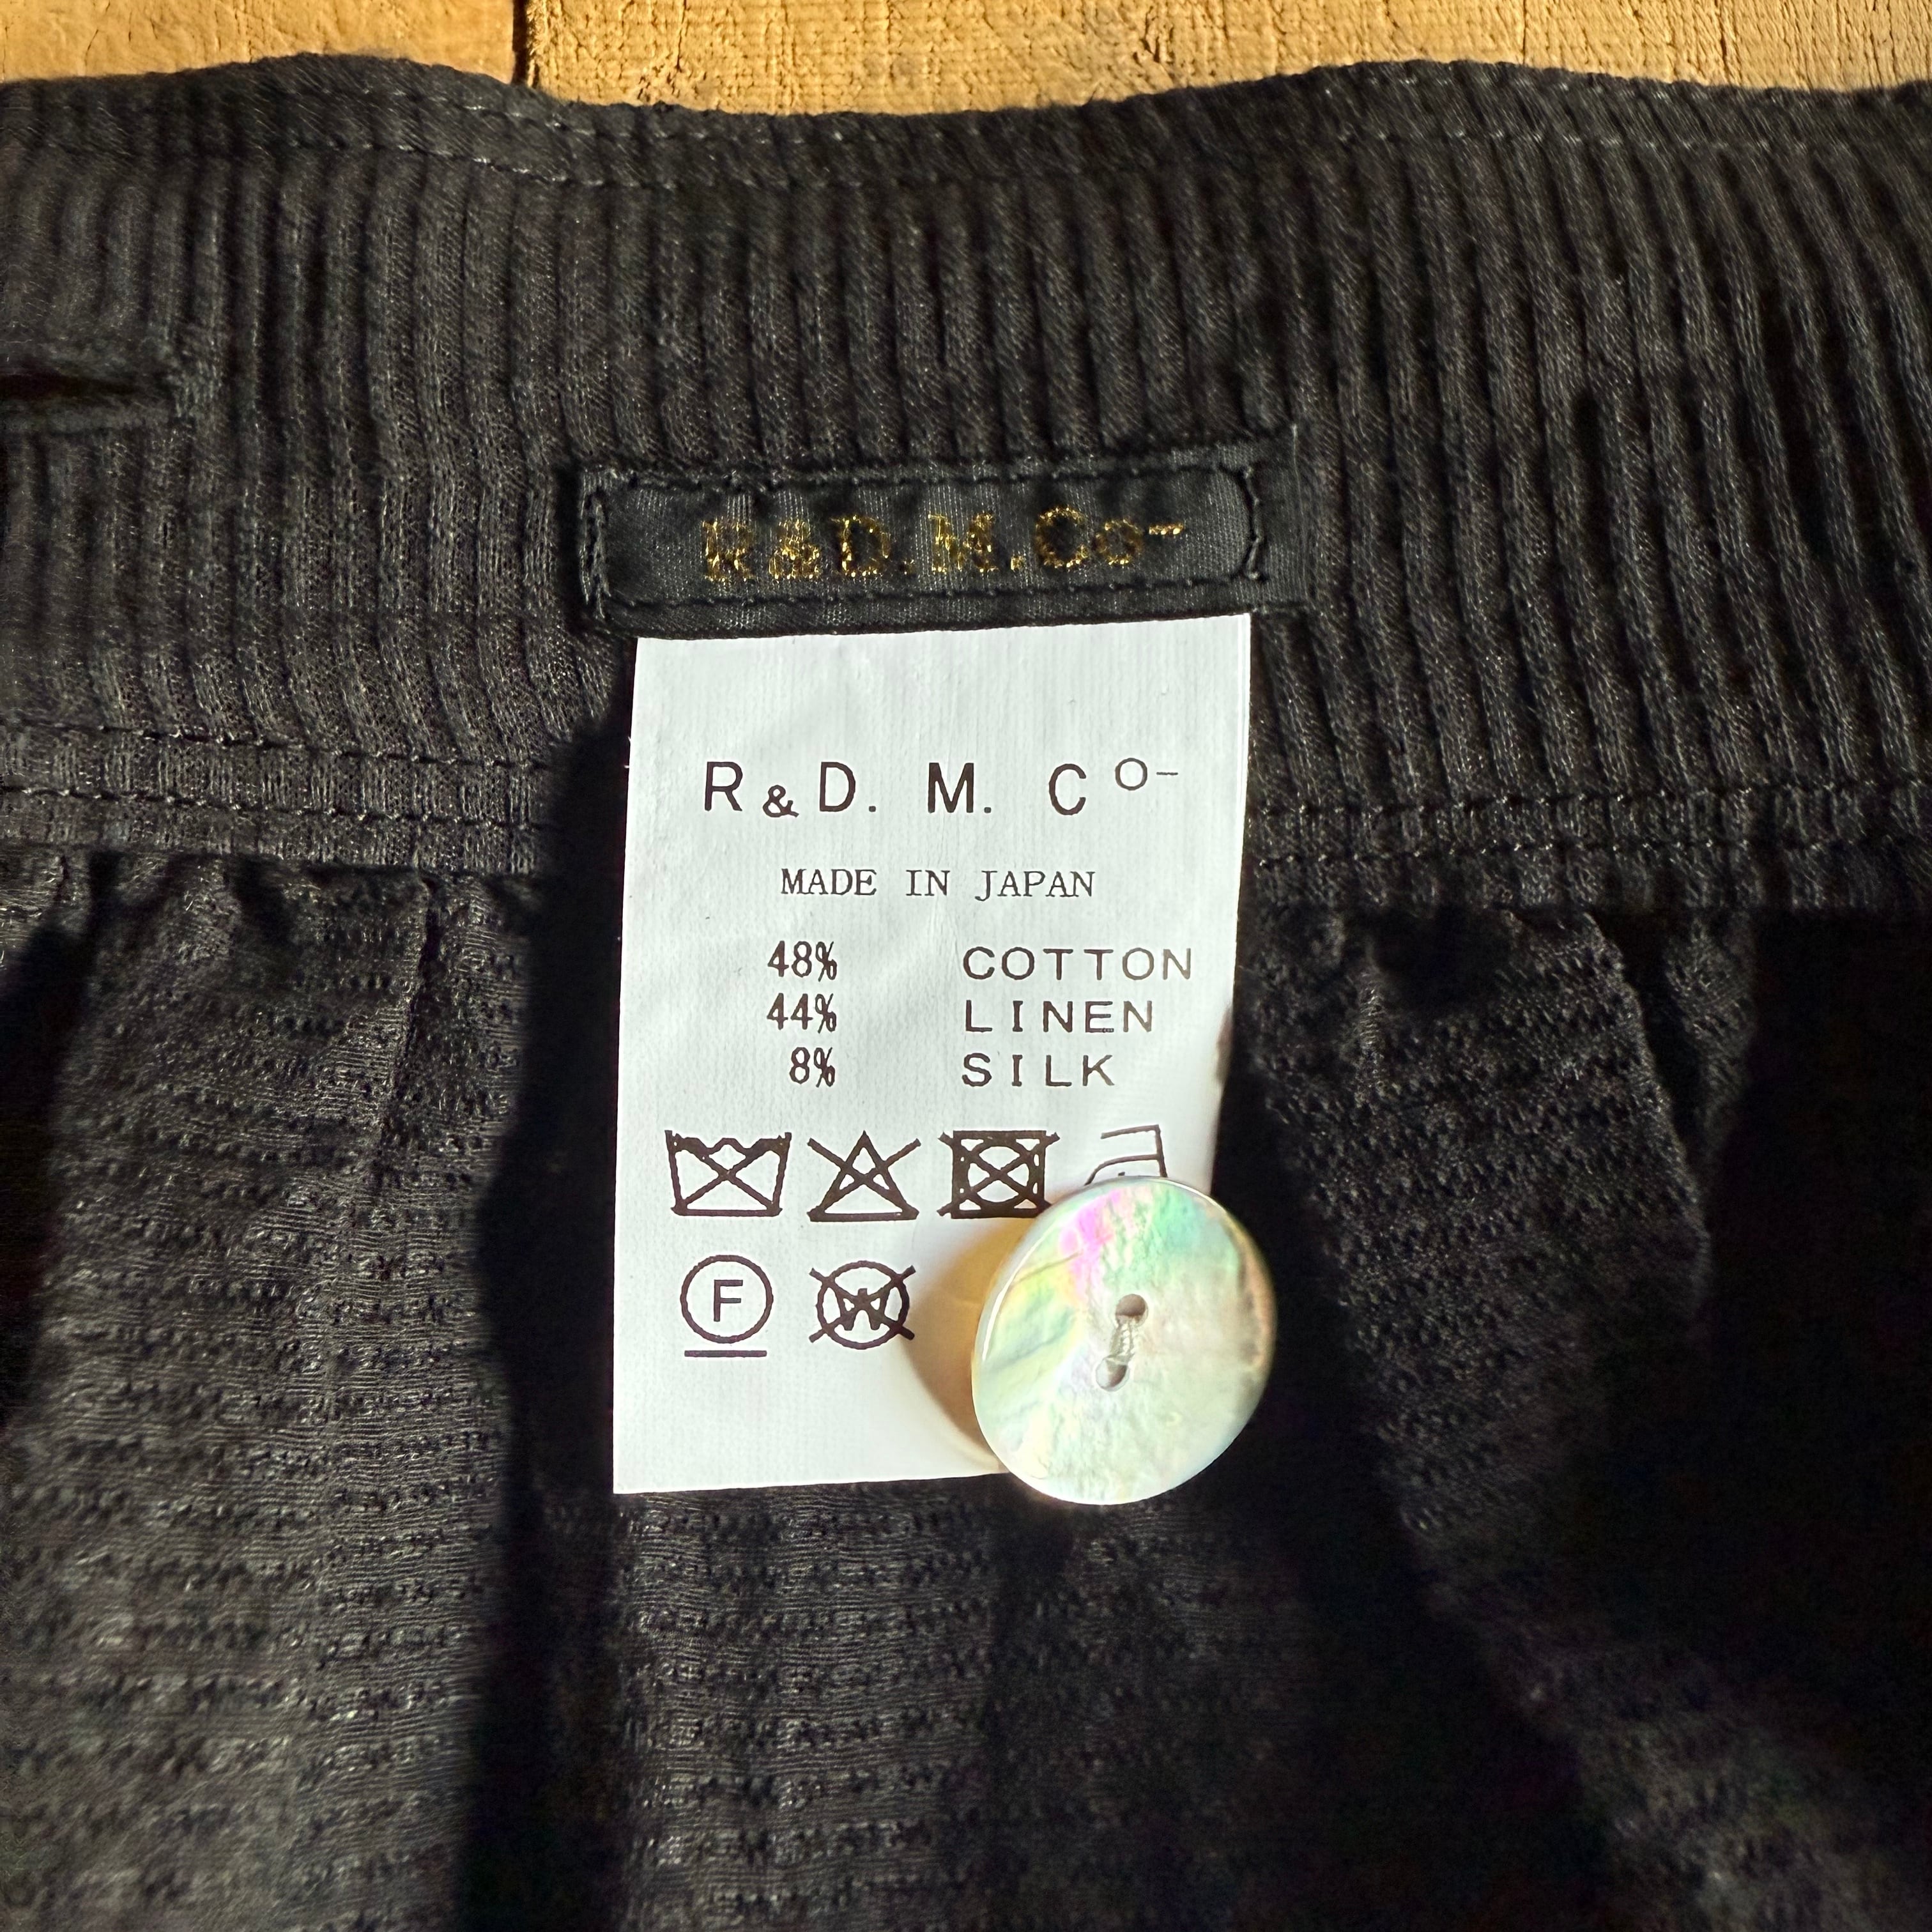 R&D.M.Co-
R&D. M. Co-
MADE IN JAPAN
48% COTTON
44% LINEN
8% SILK
F W